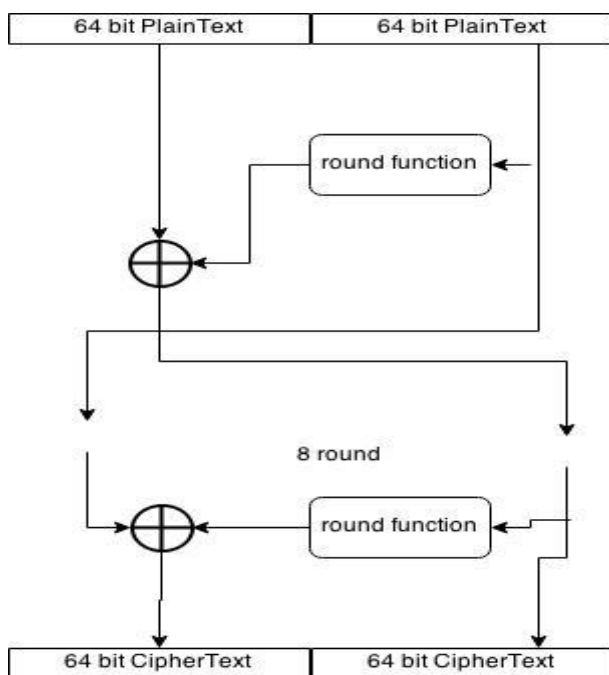 64 bit PlainText
64 bit PlainText
round function
8 round
round function
64 bit CipherText
64 bit CipherText